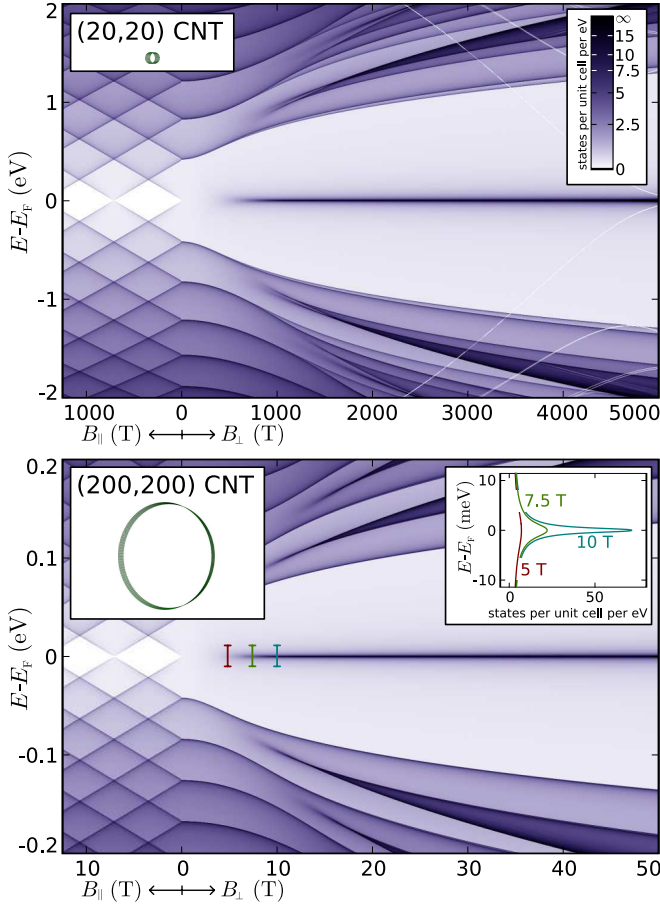 2
(20,20) CNT
∞
15
10
7.5
5
2.5
0
states per unit cell per eV
1
E-E_F (eV)
0
-1
-2
1000 0 1000 2000 3000 4000 5000
B_∥ (T) ⟷ B_⊥ (T)
0.2
(200,200) CNT
10
7.5 T
E-E_F (meV)
0
10 T
5 T
-10
0 50
states per unit cell per eV
0.1
E-E_F (eV)
0
-0.1
-0.2
10 0 10 20 30 40 50
B_∥ (T) ⟷ B_⊥ (T)